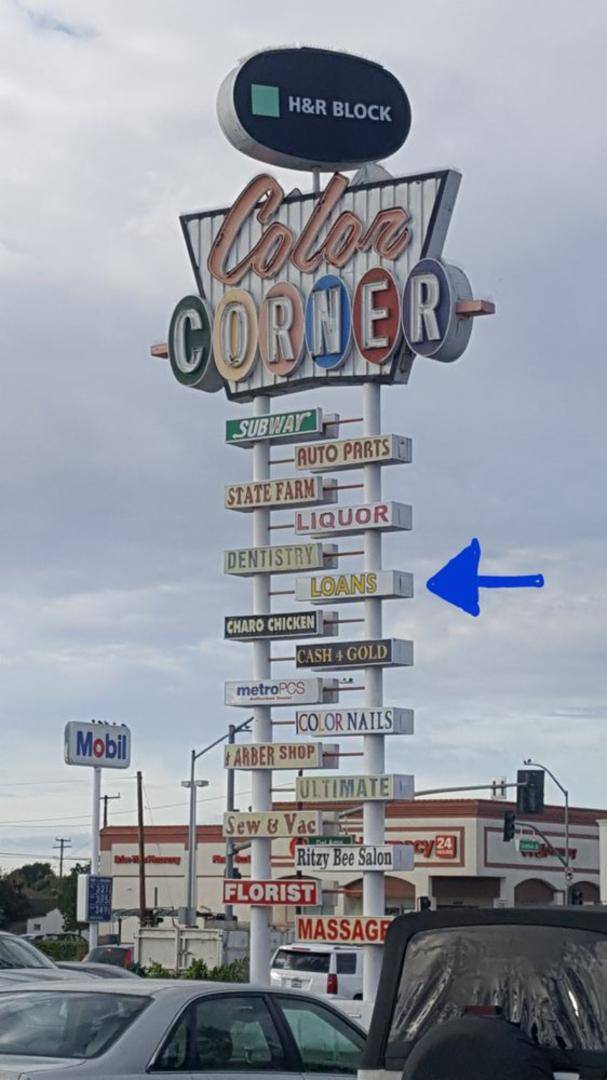 H&R BLOCK
Color
CORNER
SUBWAY
AUTO PARTS
STATE FARM
LIQUOR
DENTISTRY
LOANS
CHARO CHICKEN
CASH 4 GOLD
metroPCS
COLOR NAILS
Mobil
BARBER SHOP
ULTIMATE
Sew & Vac
Ritzy Bee Salon
24
FLORIST
MASSAGE